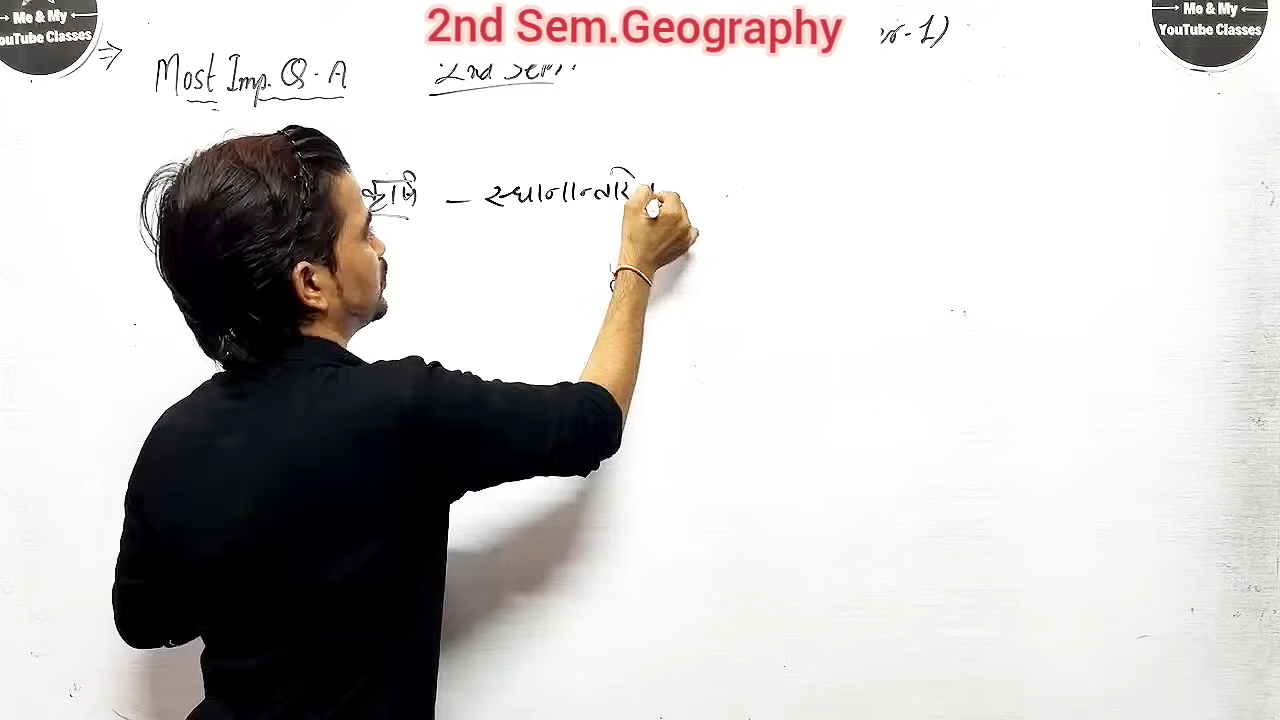 → Me & My ←
YouTube Classes
2nd Sem.Geography
→ Me & My ←
YouTube Classes
⇒ Most Imp. Q.A 2nd Sem.
कृषि – स्थानान्तरि